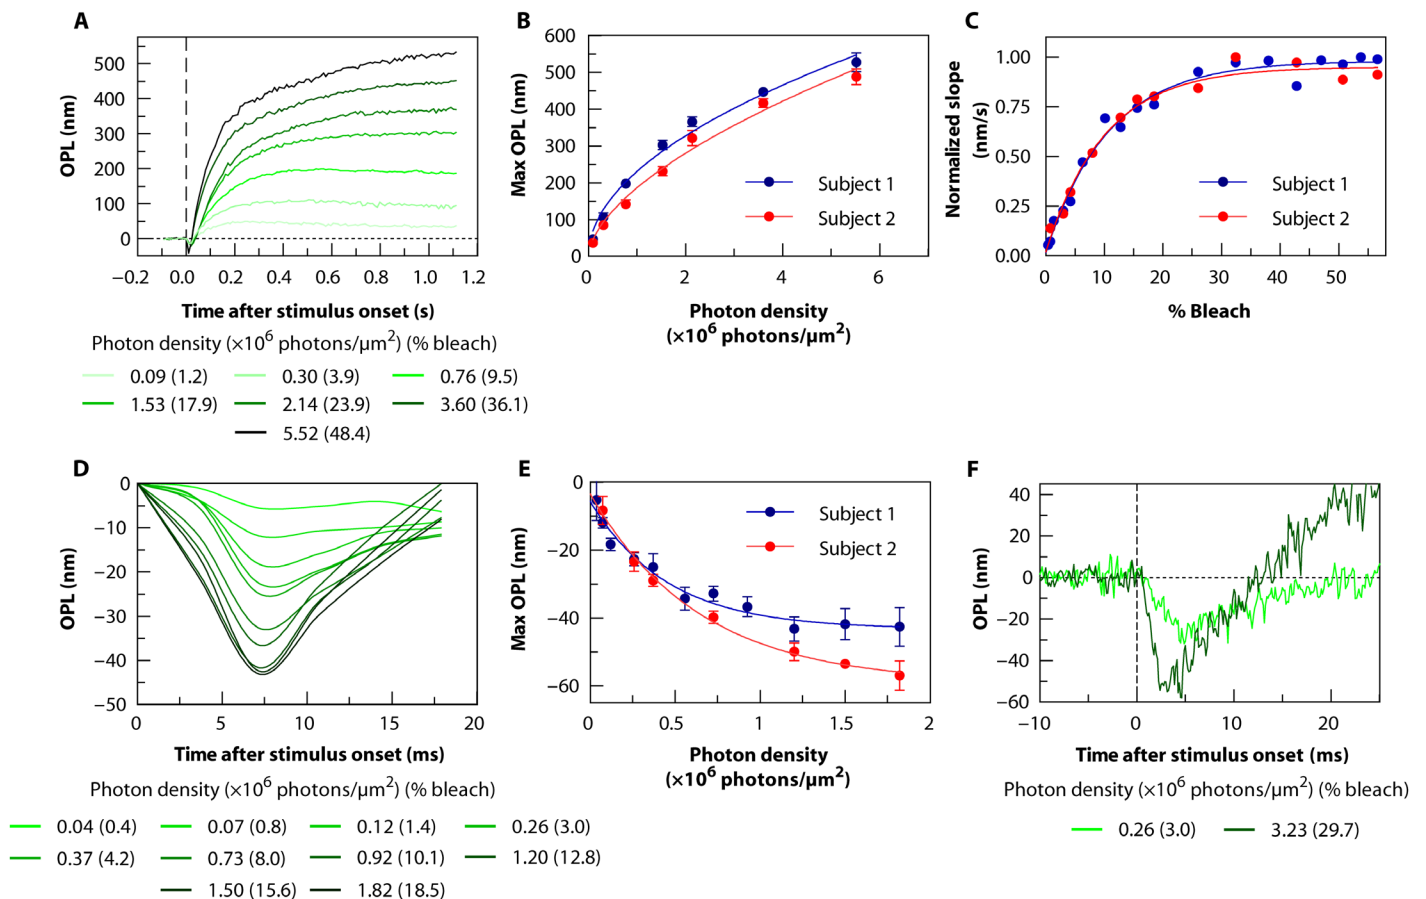 A
OPL (nm)
500
400
300
200
100
0
−0.2
0.0
0.2
0.4
0.6
0.8
1.0
1.2
Time after stimulus onset (s)
Photon density (×10⁶ photons/µm²) (% bleach)
0.09 (1.2)
0.30 (3.9)
0.76 (9.5)
1.53 (17.9)
2.14 (23.9)
3.60 (36.1)
5.52 (48.4)
B
Max OPL (nm)
600
500
400
300
200
100
0
0
2
4
6
Subject 1
Subject 2
Photon density
(×10⁶ photons/µm²)
C
Normalized slope
(nm/s)
1.00
0.75
0.50
0.25
0.00
0
10
20
30
40
50
Subject 1
Subject 2
% Bleach
D
OPL (nm)
0
−10
−20
−30
−40
−50
0
5
10
15
20
Time after stimulus onset (ms)
Photon density (×10⁶ photons/µm²) (% bleach)
0.04 (0.4)
0.07 (0.8)
0.12 (1.4)
0.26 (3.0)
0.37 (4.2)
0.73 (8.0)
0.92 (10.1)
1.20 (12.8)
1.50 (15.6)
1.82 (18.5)
E
Max OPL (nm)
0
−20
−40
−60
0
0.5
1
1.5
2
Subject 1
Subject 2
Photon density
(×10⁶ photons/µm²)
F
OPL (nm)
40
20
0
−20
−40
−60
−10
0
10
20
Time after stimulus onset (ms)
Photon density (×10⁶ photons/µm²) (% bleach)
0.26 (3.0)
3.23 (29.7)